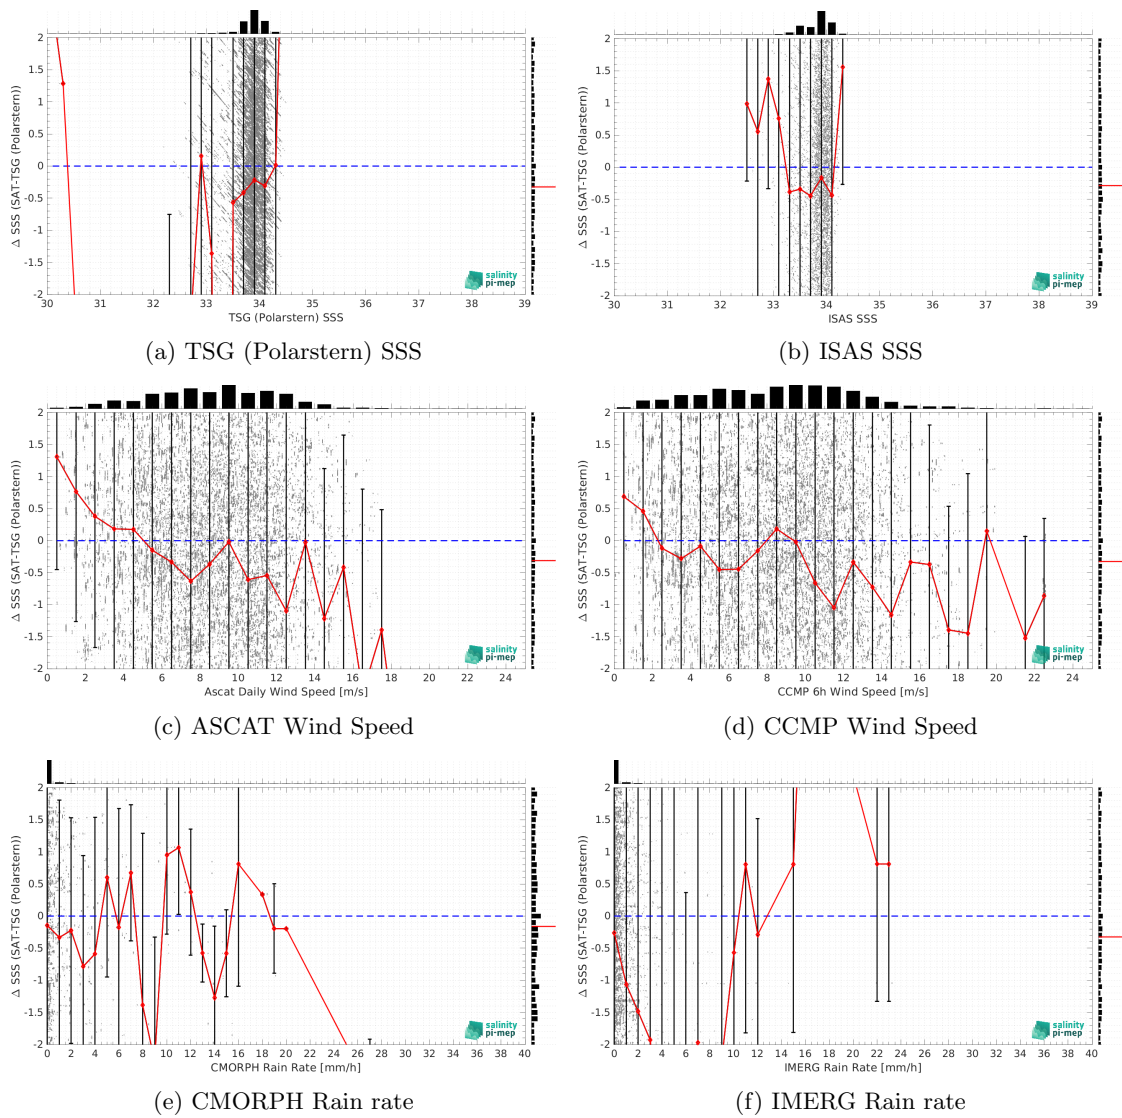 2
1.5
1
0.5
0
-0.5
-1
-1.5
-2
Δ SSS (SAT-TSG (Polarstern))
salinity
pi-mep
30 31 32 33 34 35 36 37 38 39
TSG (Polarstern) SSS
(a) TSG (Polarstern) SSS
2
1.5
1
0.5
0
-0.5
-1
-1.5
-2
Δ SSS (SAT-TSG (Polarstern))
salinity
pi-mep
30 31 32 33 34 35 36 37 38 39
ISAS SSS
(b) ISAS SSS
2
1.5
1
0.5
0
-0.5
-1
-1.5
-2
Δ SSS (SAT-TSG (Polarstern))
salinity
pi-mep
0 2 4 6 8 10 12 14 16 18 20 22 24
Ascat Daily Wind Speed [m/s]
(c) ASCAT Wind Speed
2
1.5
1
0.5
0
-0.5
-1
-1.5
-2
Δ SSS (SAT-TSG (Polarstern))
salinity
pi-mep
0 2 4 6 8 10 12 14 16 18 20 22 24
CCMP 6h Wind Speed [m/s]
(d) CCMP Wind Speed
2
1.5
1
0.5
0
-0.5
-1
-1.5
-2
Δ SSS (SAT-TSG (Polarstern))
salinity
pi-mep
0 2 4 6 8 10 12 14 16 18 20 22 24 26 28 30 32 34 36 38 40
CMORPH Rain Rate [mm/h]
(e) CMORPH Rain rate
2
1.5
1
0.5
0
-0.5
-1
-1.5
-2
Δ SSS (SAT-TSG (Polarstern))
salinity
pi-mep
0 2 4 6 8 10 12 14 16 18 20 22 24 26 28 30 32 34 36 38 40
IMERG Rain Rate [mm/h]
(f) IMERG Rain rate